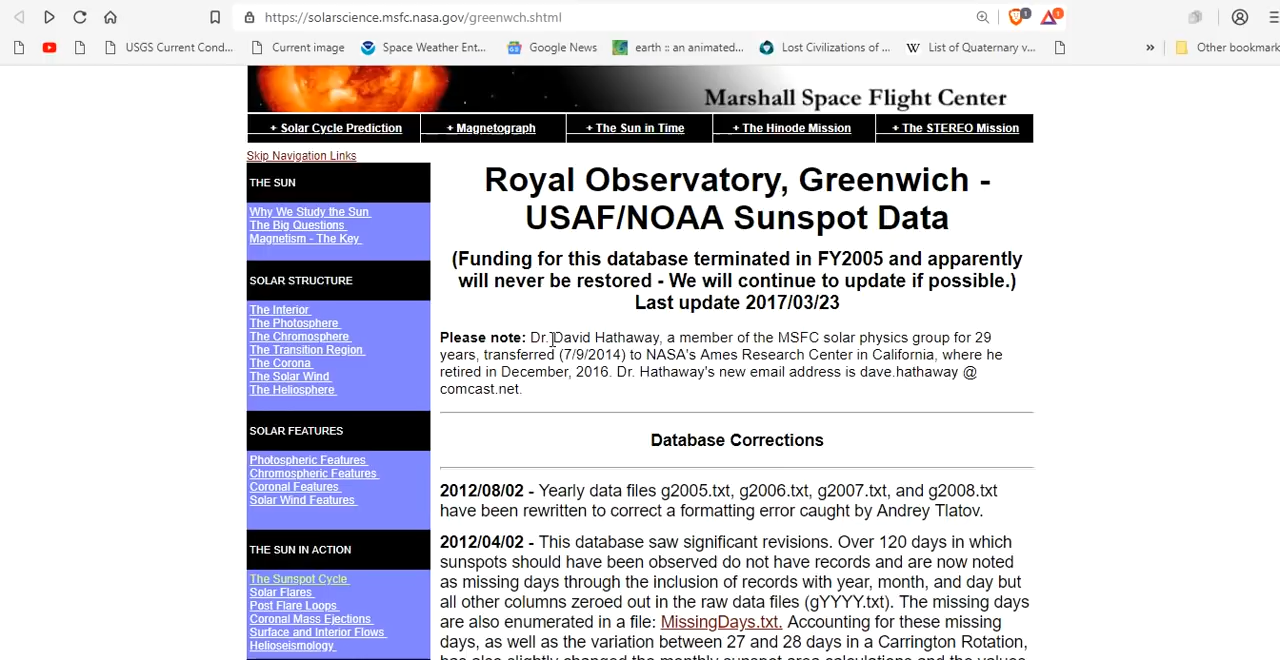 https://solarscience.msfc.nasa.gov/greenwch.shtml
1
1
USGS Current Cond...
Current image
Space Weather Ent...
Google News
earth :: an animated...
Lost Civilizations of ...
W
List of Quaternary v...
»
Other bookmark
Marshall Space Flight Center
+ Solar Cycle Prediction
+ Magnetograph
+ The Sun in Time
+ The Hinode Mission
+ The STEREO Mission
Skip Navigation Links
THE SUN
Why We Study the Sun
The Big Questions
Magnetism - The Key
SOLAR STRUCTURE
The Interior
The Photosphere
The Chromosphere
The Transition Region
The Corona
The Solar Wind
The Heliosphere
SOLAR FEATURES
Photospheric Features
Chromospheric Features
Coronal Features
Solar Wind Features
THE SUN IN ACTION
The Sunspot Cycle
Solar Flares
Post Flare Loops
Coronal Mass Ejections
Surface and Interior Flows
Helioseismology
Royal Observatory, Greenwich -
USAF/NOAA Sunspot Data
(Funding for this database terminated in FY2005 and apparently
will never be restored - We will continue to update if possible.)
Last update 2017/03/23
Please note: Dr. David Hathaway, a member of the MSFC solar physics group for 29
years, transferred (7/9/2014) to NASA's Ames Research Center in California, where he
retired in December, 2016. Dr. Hathaway's new email address is dave.hathaway @
comcast.net.
Database Corrections
2012/08/02 - Yearly data files g2005.txt, g2006.txt, g2007.txt, and g2008.txt
have been rewritten to correct a formatting error caught by Andrey Tlatov.
2012/04/02 - This database saw significant revisions. Over 120 days in which
sunspots should have been observed do not have records and are now noted
as missing days through the inclusion of records with year, month, and day but
all other columns zeroed out in the raw data files (gYYYY.txt). The missing days
are also enumerated in a file: MissingDays.txt. Accounting for these missing
days, as well as the variation between 27 and 28 days in a Carrington Rotation,
has also slightly changed the monthly sunspot area calculations and the values